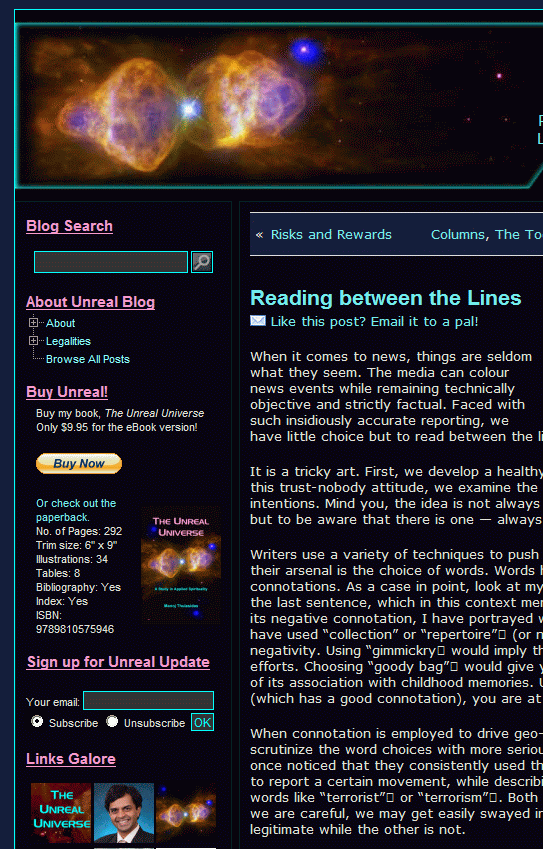 Blog Search
About Unreal Blog
About
Legalities
Browse All Posts
Buy Unreal!
Buy my book, The Unreal Universe
Only $9.95 for the eBook version!
Buy Now
Or check out the
paperback.
No. of Pages: 292
Trim size: 6" x 9"
Illustrations: 34
Tables: 8
Bibliography: Yes
Index: Yes
ISBN:
9789810575946
THE UNREAL
UNIVERSE
A Study in Applied Spirituality
Manoj Thulasidas
Sign up for Unreal Update
Your email:
Subscribe Unsubscribe OK
Links Galore
THE
UNREAL
UNIVERSE
« Risks and Rewards Columns, The To
Reading between the Lines
Like this post? Email it to a pal!
When it comes to news, things are seldom
what they seem. The media can colour
news events while remaining technically
objective and strictly factual. Faced with
such insidiously accurate reporting, we
have little choice but to read between the li
It is a tricky art. First, we develop a healthy
this trust-nobody attitude, we examine the
intentions. Mind you, the idea is not always
but to be aware that there is one — always
Writers use a variety of techniques to push
their arsenal is the choice of words. Words h
connotations. As a case in point, look at my
the last sentence, which in this context mer
its negative connotation, I have portrayed w
have used “collection” or “repertoire”▯ (or n
negativity. Using “gimmickry▯ would imply th
efforts. Choosing “goody bag”▯ would give y
of its association with childhood memories. U
(which has a good connotation), you are at
When connotation is employed to drive geo-
scrutinize the word choices with more seriou
once noticed that they consistently used th
to report a certain movement, while describi
words like “terrorist”▯ or “terrorism”▯. Both
we are careful, we may get easily swayed in
legitimate while the other is not.